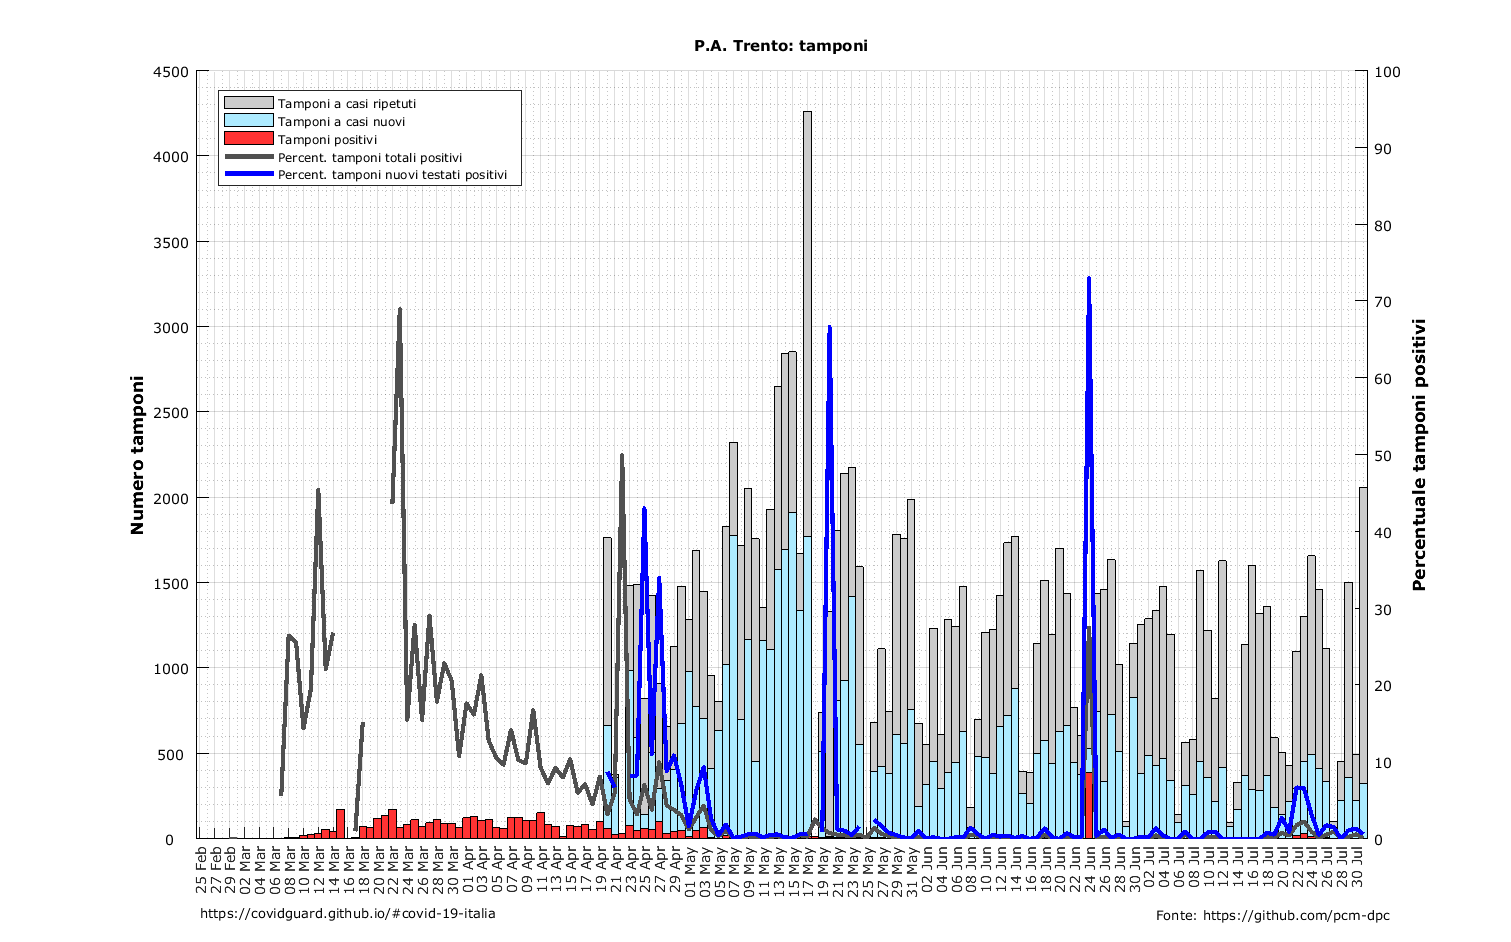 P.A. Trento: tamponi
4500
4000
3500
3000
2500
2000
1500
1000
500
0
Numero tamponi
Tamponi a casi ripetuti
Tamponi a casi nuovi
Tamponi positivi
Percent. tamponi totali positivi
Percent. tamponi nuovi testati positivi
100
90
80
70
60
50
40
30
20
10
0
Percentuale tamponi positivi
25 Feb
27 Feb
29 Feb
02 Mar
04 Mar
06 Mar
08 Mar
10 Mar
12 Mar
14 Mar
16 Mar
18 Mar
20 Mar
22 Mar
24 Mar
26 Mar
28 Mar
30 Mar
01 Apr
03 Apr
05 Apr
07 Apr
09 Apr
11 Apr
13 Apr
15 Apr
17 Apr
19 Apr
21 Apr
23 Apr
25 Apr
27 Apr
29 Apr
01 May
03 May
05 May
07 May
09 May
11 May
13 May
15 May
17 May
19 May
21 May
23 May
25 May
27 May
29 May
31 May
02 Jun
04 Jun
06 Jun
08 Jun
10 Jun
12 Jun
14 Jun
16 Jun
18 Jun
20 Jun
22 Jun
24 Jun
26 Jun
28 Jun
30 Jun
02 Jul
04 Jul
06 Jul
08 Jul
10 Jul
12 Jul
14 Jul
16 Jul
18 Jul
20 Jul
22 Jul
24 Jul
26 Jul
28 Jul
30 Jul
https://covidguard.github.io/#covid-19-italia
Fonte: https://github.com/pcm-dpc